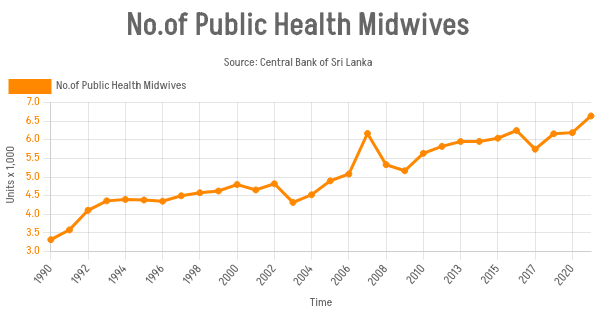 No.of Public Health Midwives
Source: Central Bank of Sri Lanka
No.of Public Health Midwives
Units x 1,000
7.0
6.5
6.0
5.5
5.0
4.5
4.0
3.5
3.0
1990 1992 1994 1996 1998 2000 2002 2004 2006 2008 2010 2013 2015 2017 2020
Time